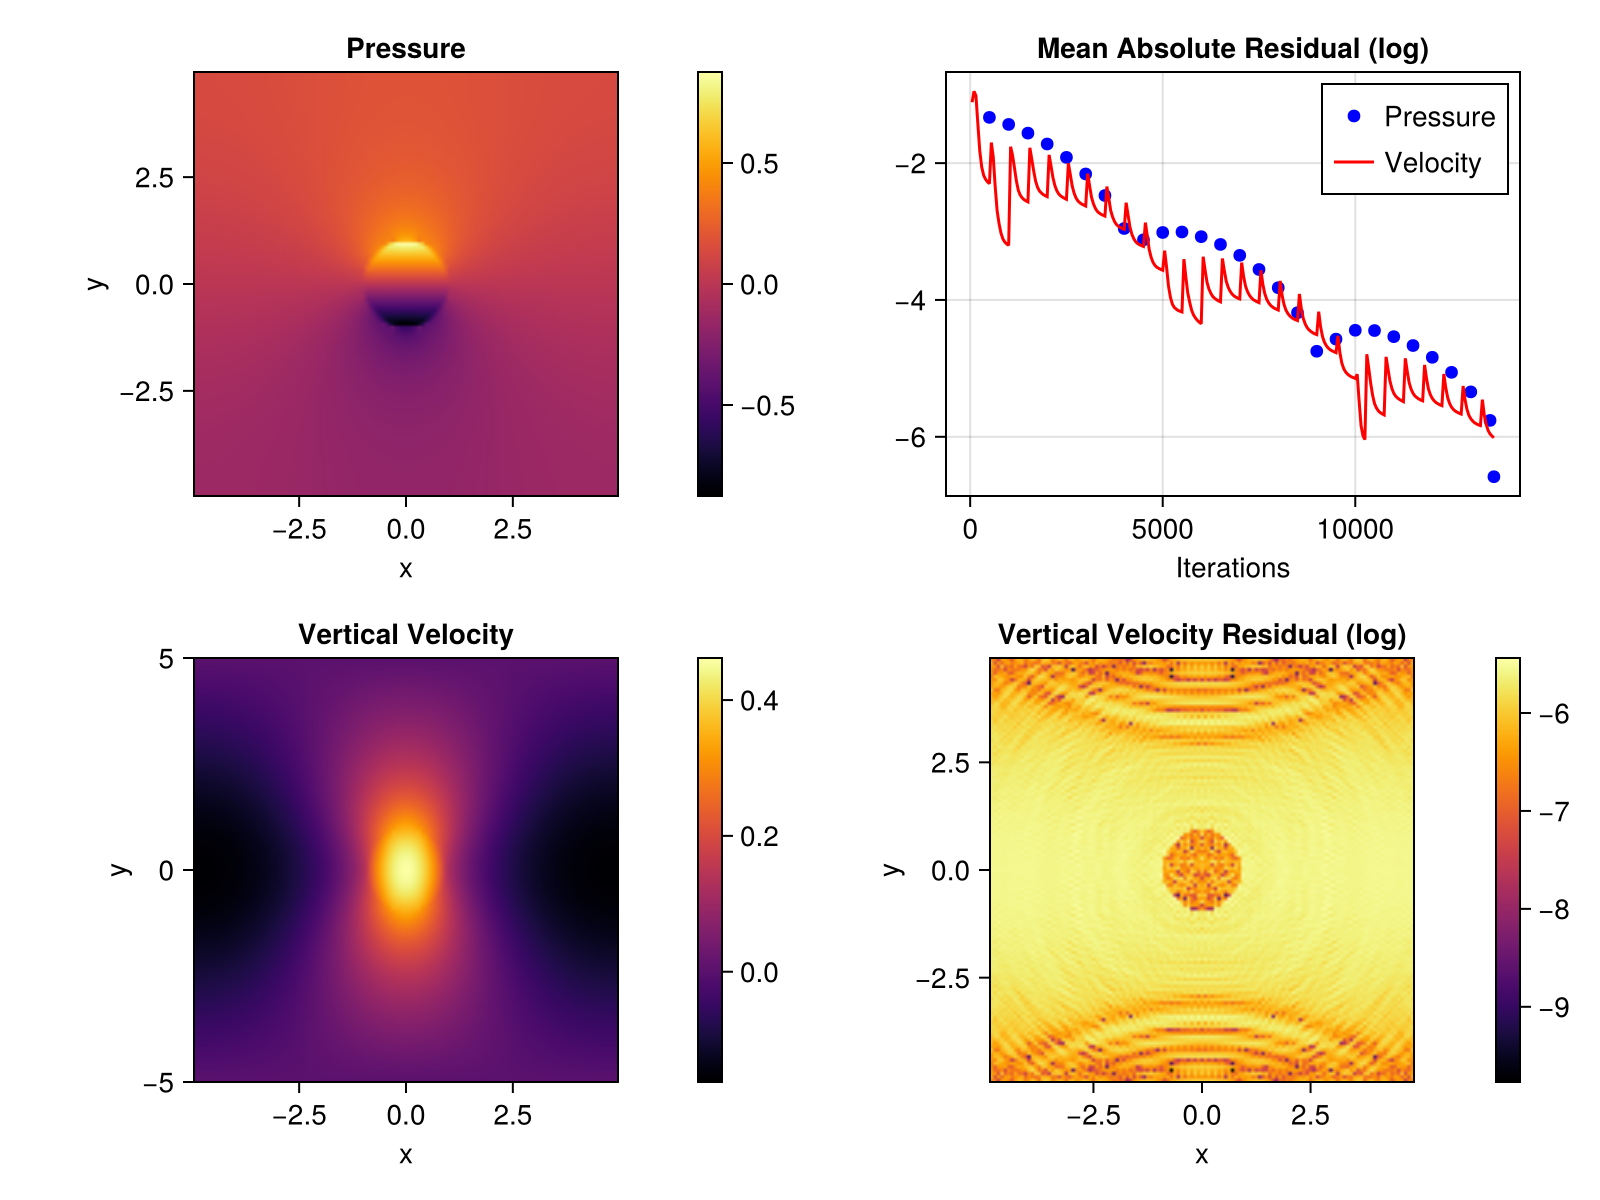 Pressure
y
2.5
0.0
−2.5
−2.5 0.0 2.5
x
0.5
0.0
−0.5
Mean Absolute Residual (log)
−2
−4
−6
Pressure
Velocity
0 5000 10000
Iterations
Vertical Velocity
y
5
0
−5
−2.5 0.0 2.5
x
0.4
0.2
0.0
Vertical Velocity Residual (log)
y
2.5
0.0
−2.5
−2.5 0.0 2.5
x
−6
−7
−8
−9